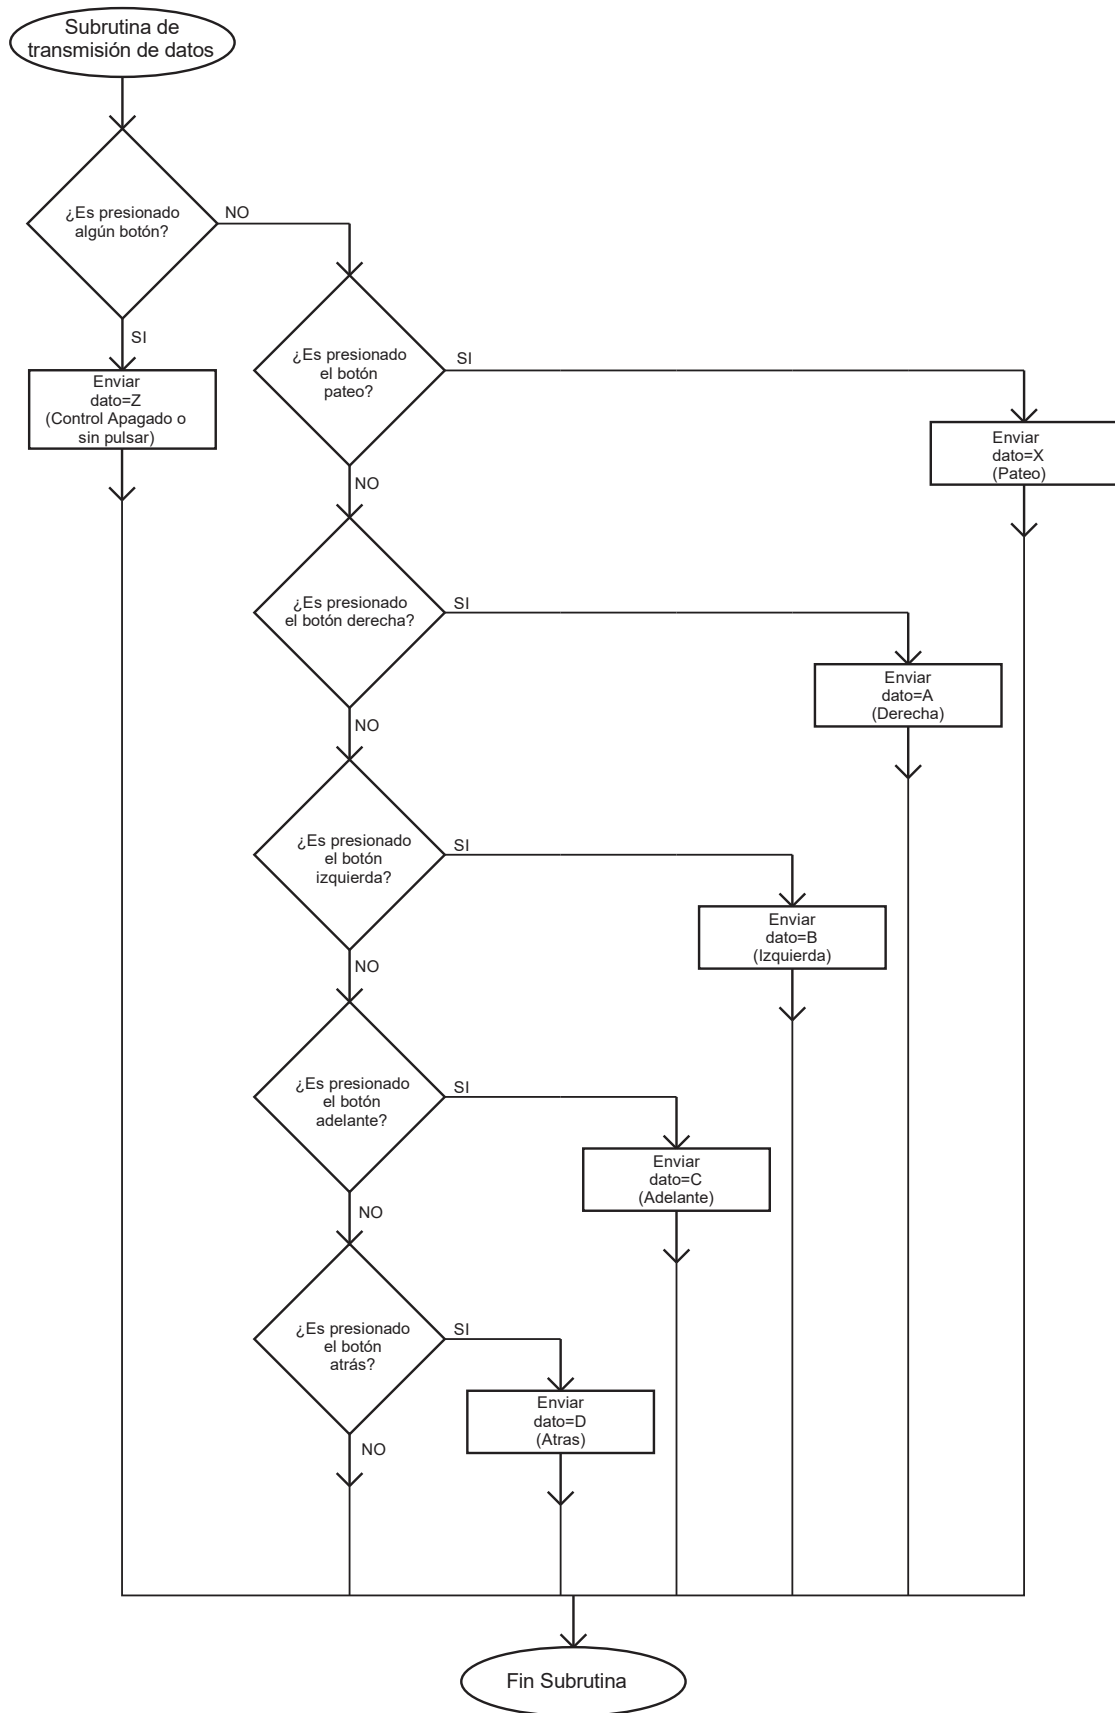 Subrutina de
transmisión de datos
¿Es presionado
algún botón?
NO
SI
Enviar
dato=Z
(Control Apagado o
sin pulsar)
¿Es presionado
el botón
pateo?
SI
NO
Enviar
dato=X
(Pateo)
¿Es presionado
el botón derecha?
SI
NO
Enviar
dato=A
(Derecha)
¿Es presionado
el botón
izquierda?
SI
NO
Enviar
dato=B
(Izquierda)
¿Es presionado
el botón
adelante?
SI
NO
Enviar
dato=C
(Adelante)
¿Es presionado
el botón
atrás?
SI
NO
Enviar
dato=D
(Atras)
Fin Subrutina